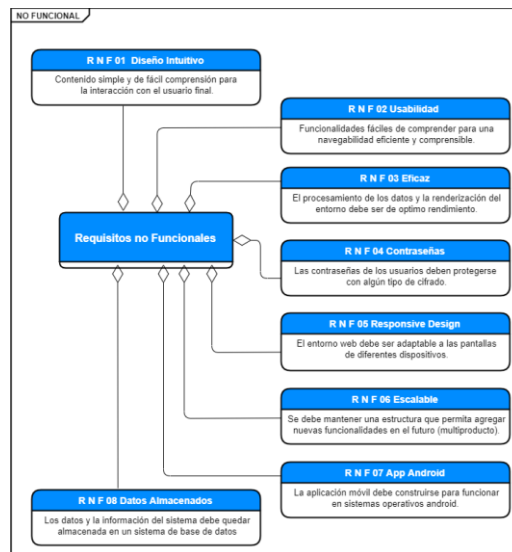 NO FUNCIONAL
R N F 01 Diseño Intuitivo
Contenido simple y de fácil comprensión para
la interacción con el usuario final.
R N F 02 Usabilidad
Funcionalidades fáciles de comprender para una
navegabilidad eficiente y comprensible.
R N F 03 Eficaz
El procesamiento de los datos y la renderización del
entorno debe ser de optimo rendimiento.
Requisitos no Funcionales
R N F 04 Contraseñas
Las contraseñas de los usuarios deben protegerse
con algún tipo de cifrado.
R N F 05 Responsive Design
El entorno web debe ser adaptable a las pantallas
de diferentes dispositivos.
R N F 06 Escalable
Se debe mantener una estructura que permita agregar
nuevas funcionalidades en el futuro (multiproducto).
R N F 07 App Android
La aplicación móvil debe construirse para funcionar
en sistemas operativos android.
R N F 08 Datos Almacenados
Los datos y la información del sistema debe quedar
almacenada en un sistema de base de datos